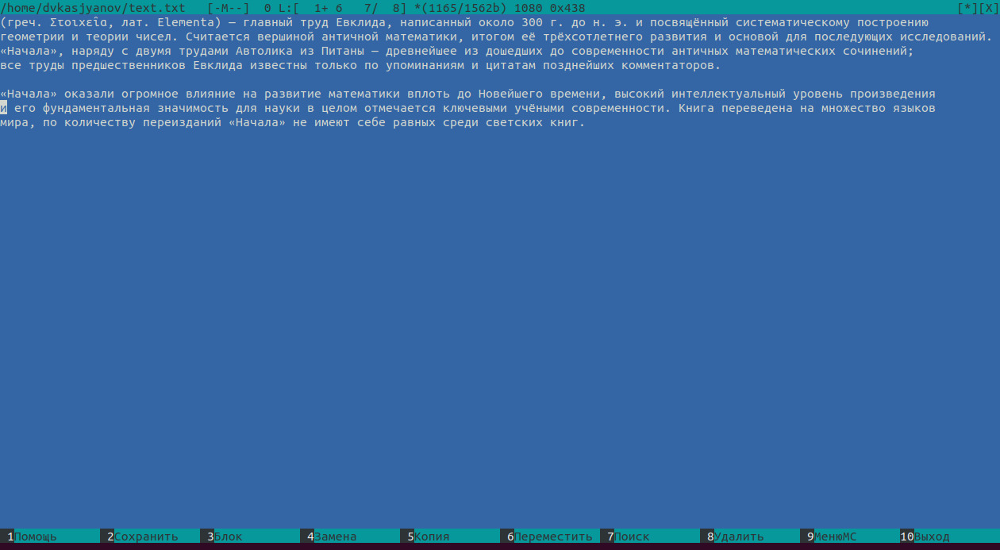 /home/dvkasjyanov/text.txt   [-M--]  0 L:[  1+ 6   7/  8] *(1165/1562b) 1080 0x438   [*][X]
(греч. Στοιχεῖα, лат. Elementa) — главный труд Евклида, написанный около 300 г. до н. э. и посвящённый систематическому построению
геометрии и теории чисел. Считается вершиной античной математики, итогом её трёхсотлетнего развития и основой для последующих исследований.
«Начала», наряду с двумя трудами Автолика из Питаны — древнейшее из дошедших до современности античных математических сочинений;
все труды предшественников Евклида известны только по упоминаниям и цитатам позднейших комментаторов.
«Начала» оказали огромное влияние на развитие математики вплоть до Новейшего времени, высокий интеллектуальный уровень произведения
и его фундаментальная значимость для науки в целом отмечается ключевыми учёными современности. Книга переведена на множество языков
мира, по количеству переизданий «Начала» не имеют себе равных среди светских книг.
1Помощь 2Сохранить 3Блок 4Замена 5Копия 6Переместить 7Поиск 8Удалить 9МенюMC 10Выход